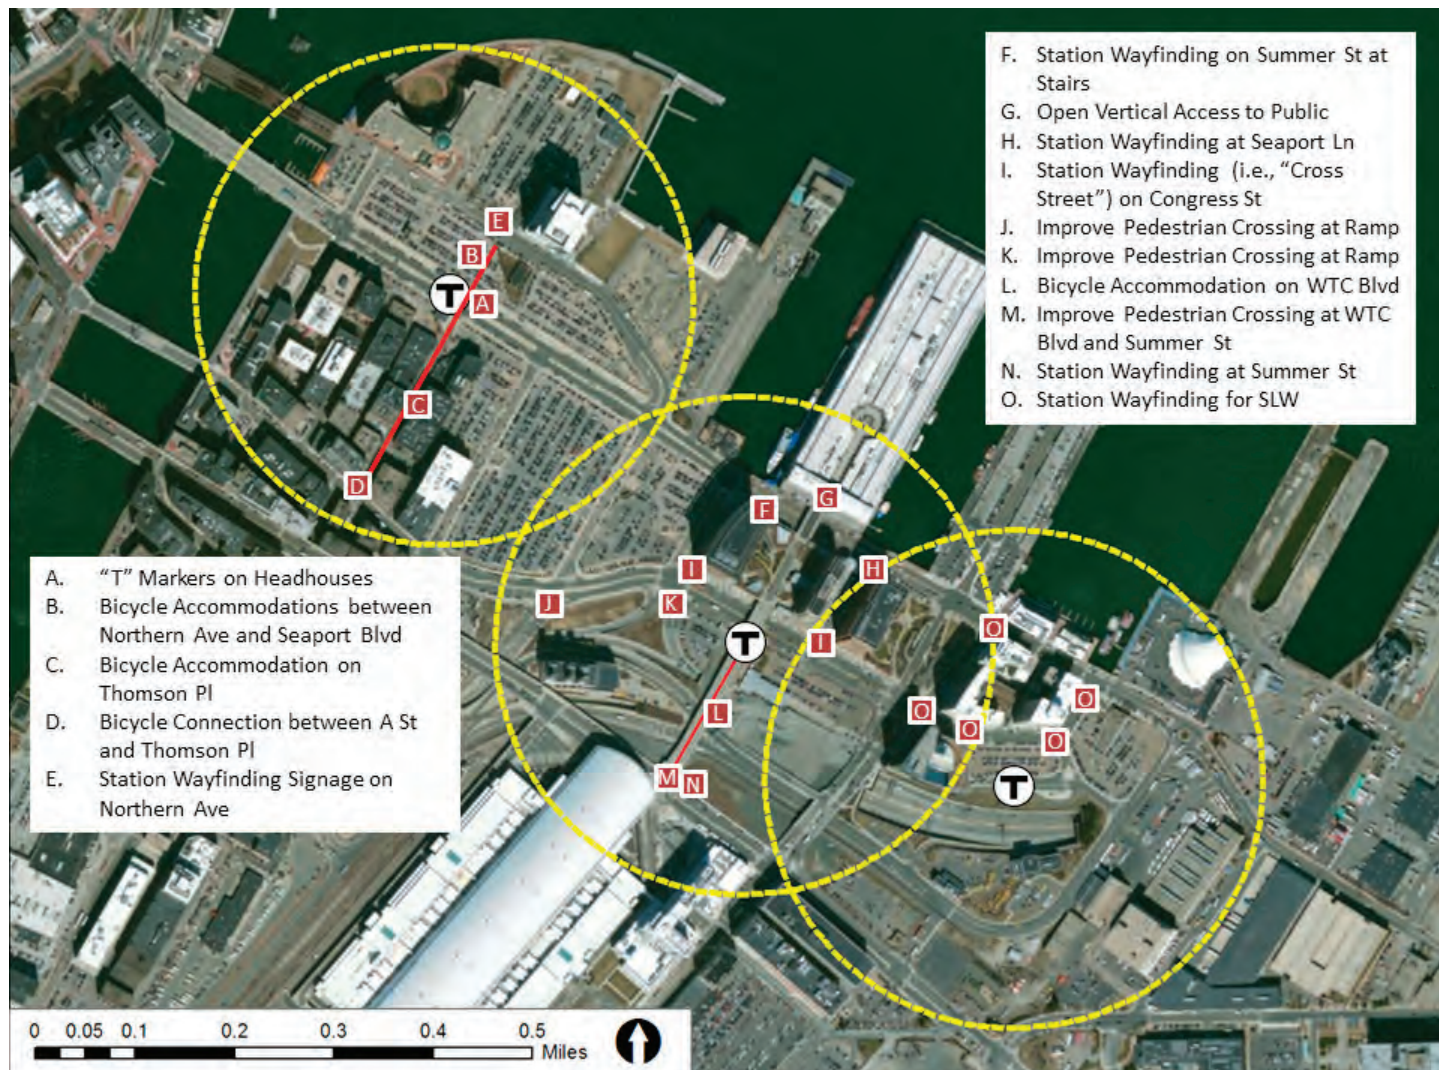 F. Station Wayfinding on Summer St at
Stairs
G. Open Vertical Access to Public
H. Station Wayfinding at Seaport Ln
I. Station Wayfinding (i.e., “Cross
Street”) on Congress St
J. Improve Pedestrian Crossing at Ramp
K. Improve Pedestrian Crossing at Ramp
L. Bicycle Accommodation on WTC Blvd
M. Improve Pedestrian Crossing at WTC
Blvd and Summer St
N. Station Wayfinding at Summer St
O. Station Wayfinding for SLW
E
B
T
A
C
D
F
G
I
H
J
K
T
I
O
L
O
O
O
O
M
N
T
A. “T” Markers on Headhouses
B. Bicycle Accommodations between
Northern Ave and Seaport Blvd
C. Bicycle Accommodation on
Thomson Pl
D. Bicycle Connection between A St
and Thomson Pl
E. Station Wayfinding Signage on
Northern Ave
0 0.05 0.1 0.2 0.3 0.4 0.5
Miles